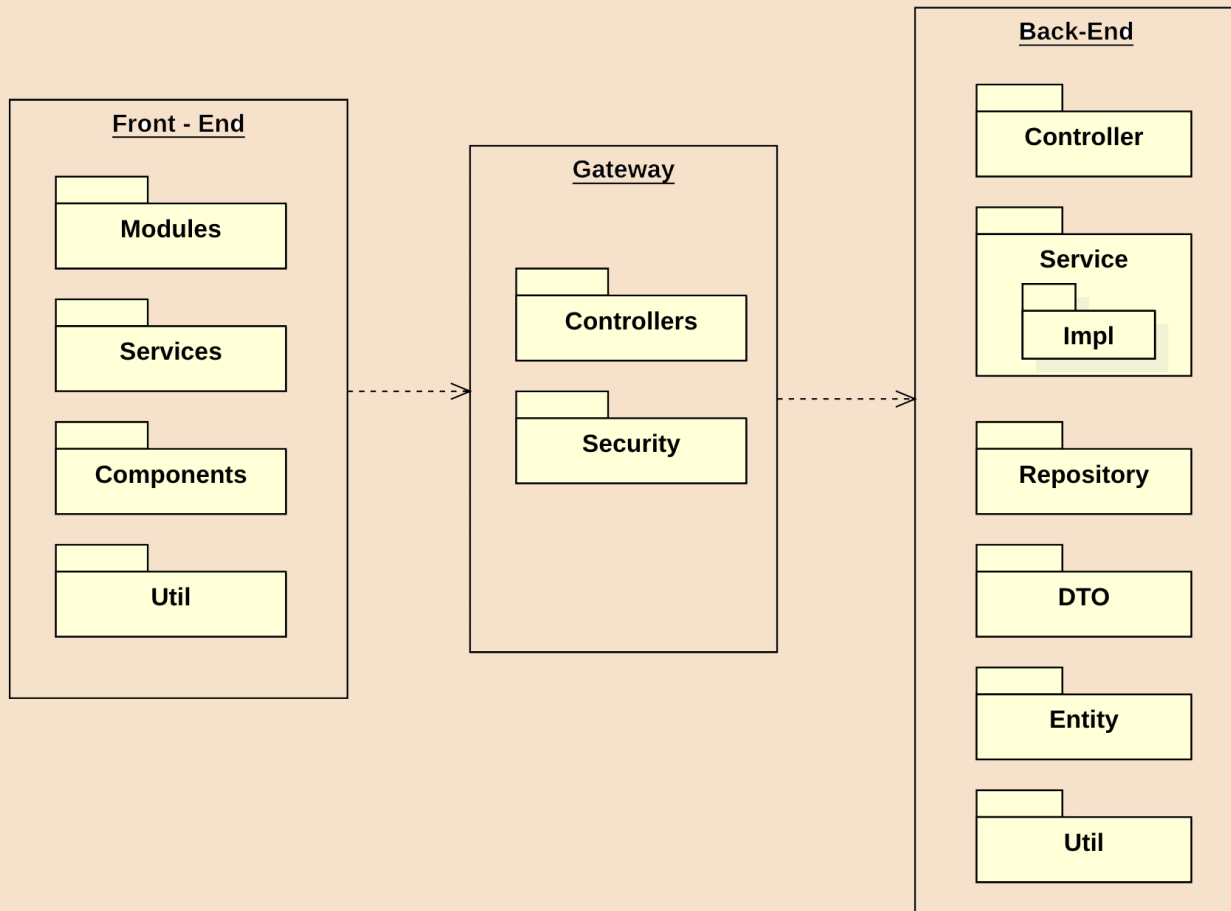 Front - End
Modules
Services
Components
Util
Gateway
Controllers
Security
Back-End
Controller
Service
Impl
Repository
DTO
Entity
Util